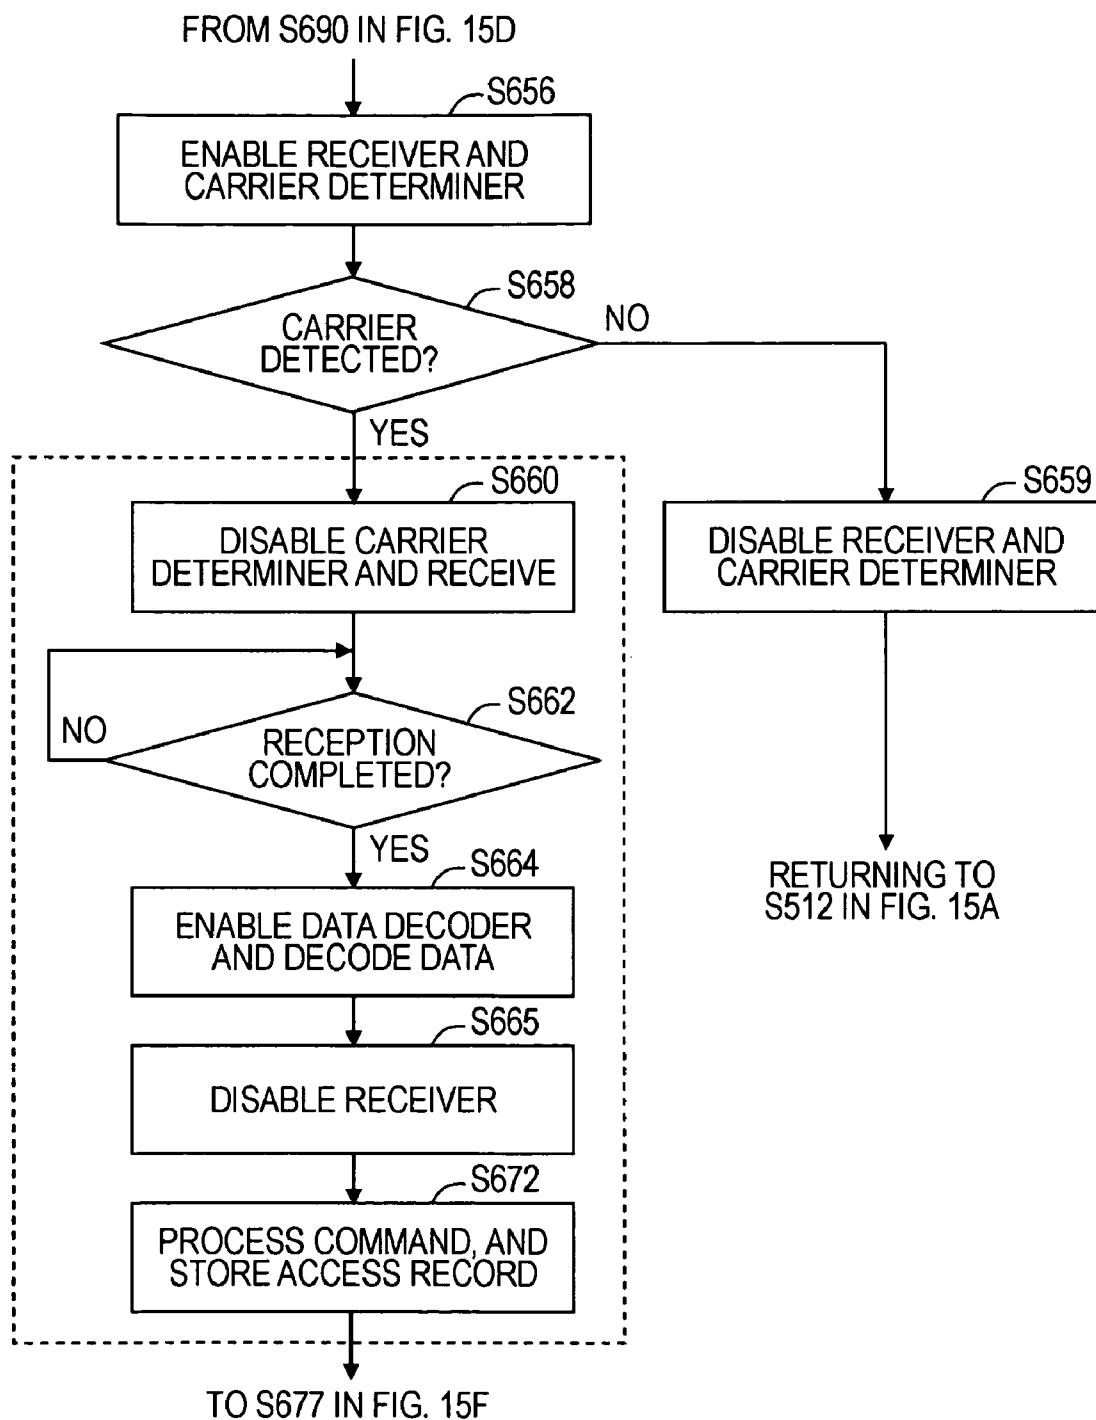 FROM S690 IN FIG. 15D
S656
ENABLE RECEIVER AND
CARRIER DETERMINER
S658
CARRIER
DETECTED?
NO
YES
S660
DISABLE CARRIER
DETERMINER AND RECEIVE
S659
DISABLE RECEIVER AND
CARRIER DETERMINER
S662
NO
RECEPTION
COMPLETED?
YES
S664
ENABLE DATA DECODER
AND DECODE DATA
RETURNING TO
S512 IN FIG. 15A
S665
DISABLE RECEIVER
S672
PROCESS COMMAND, AND
STORE ACCESS RECORD
TO S677 IN FIG. 15F